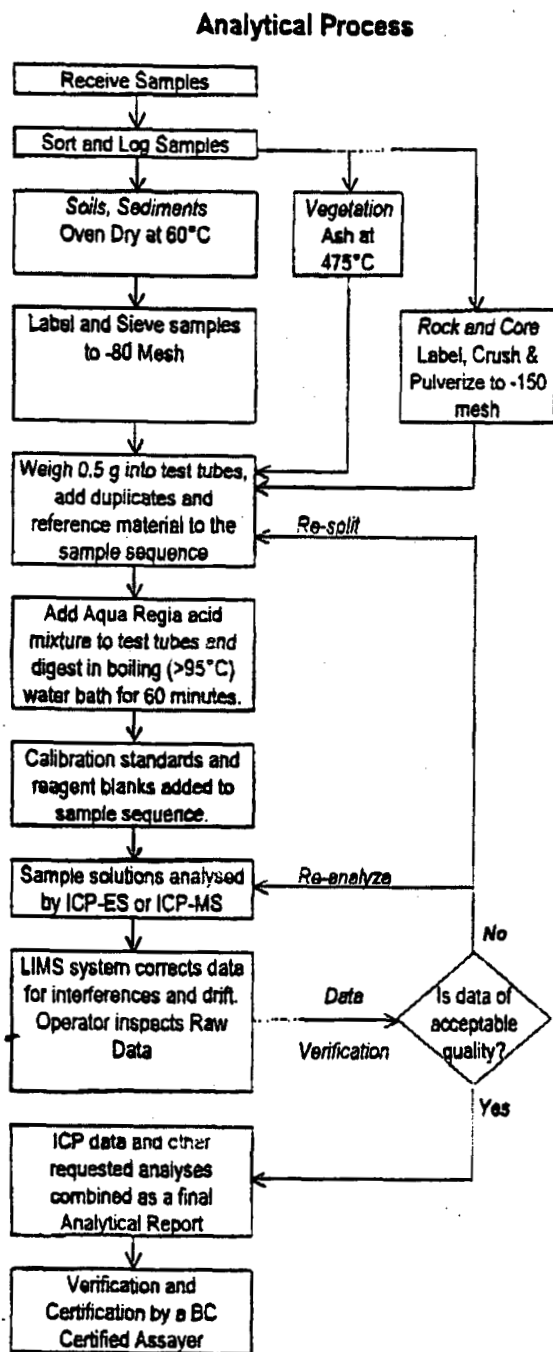 Analytical Process
Receive Samples
Sort and Log Samples
Soils, Sediments
Oven Dry at 60°C
Vegetation
Ash at
475°C
Label and Sieve samples
to -80 Mesh
Rock and Core
Label, Crush &
Pulverize to -150
mesh
Weigh 0.5 g into test tubes,
add duplicates and
reference material to the
sample sequence
Re-split
Add Aqua Regia acid
mixture to test tubes and
digest in boiling (>95°C)
water bath for 60 minutes.
Calibration standards and
reagent blanks added to
sample sequence.
Sample solutions analysed
by ICP-ES or ICP-MS
Re-analyze
No
LIMS system corrects data
for interferences and drift.
Operator inspects Raw
Data
Data
Verification
Is data of
acceptable
quality?
Yes
ICP data and other
requested analyses
combined as a final
Analytical Report
Verification and
Certification by a BC
Certified Assayer